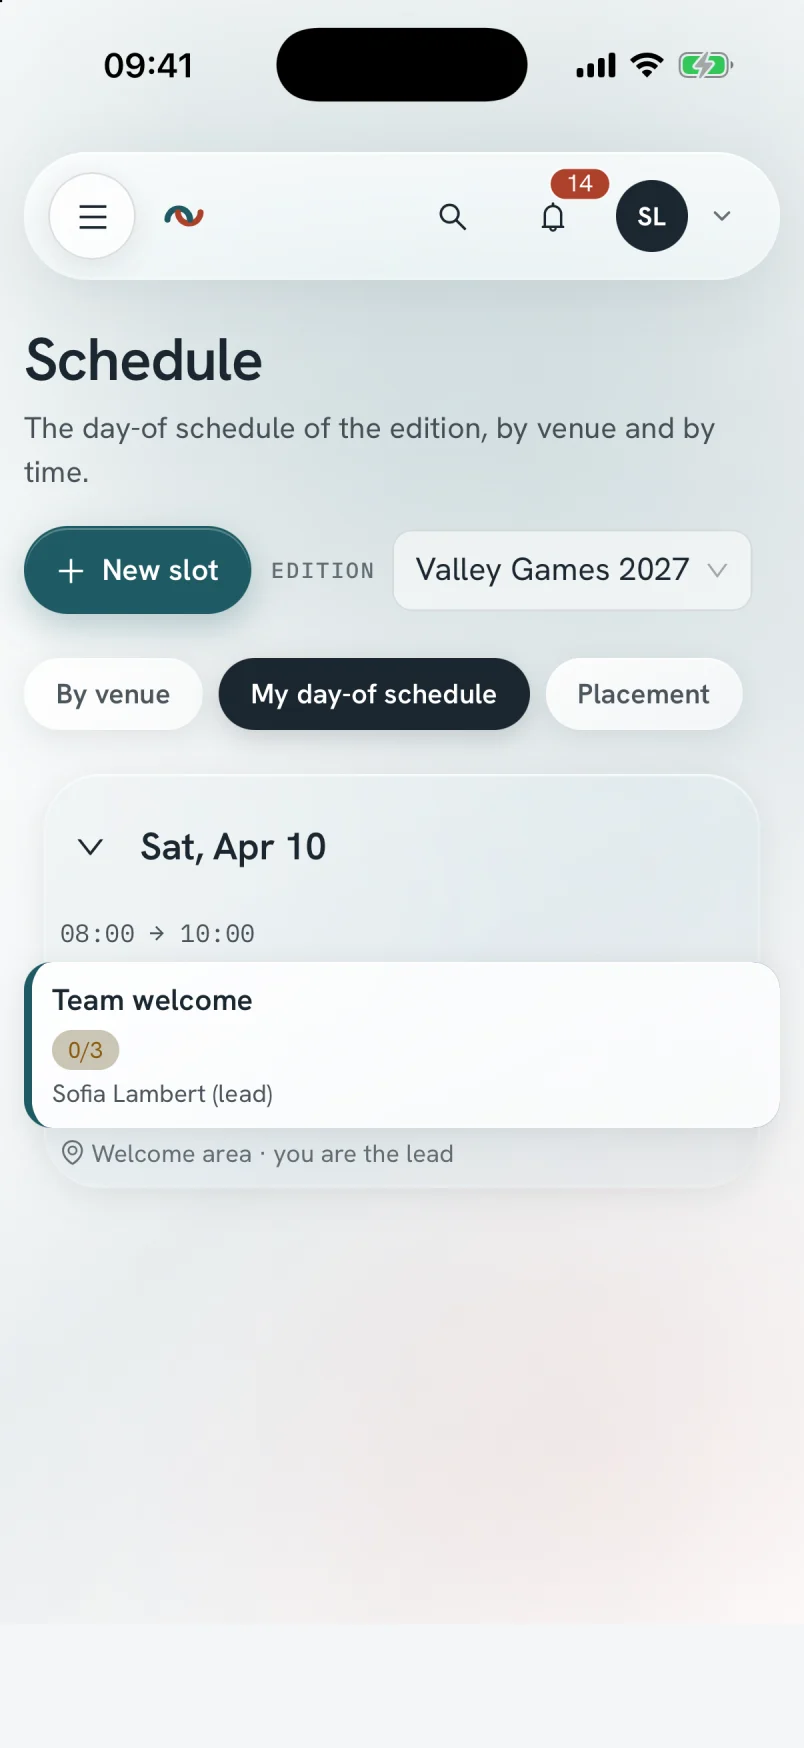 09:41
14
SL
Schedule
The day-of schedule of the edition, by venue and by
time.
New slot
EDITION
Valley Games 2027
By venue
My day-of schedule
Placement
Sat, Apr 10
08:00 → 10:00
Team welcome
0/3
Sofia Lambert (lead)
Welcome area · you are the lead